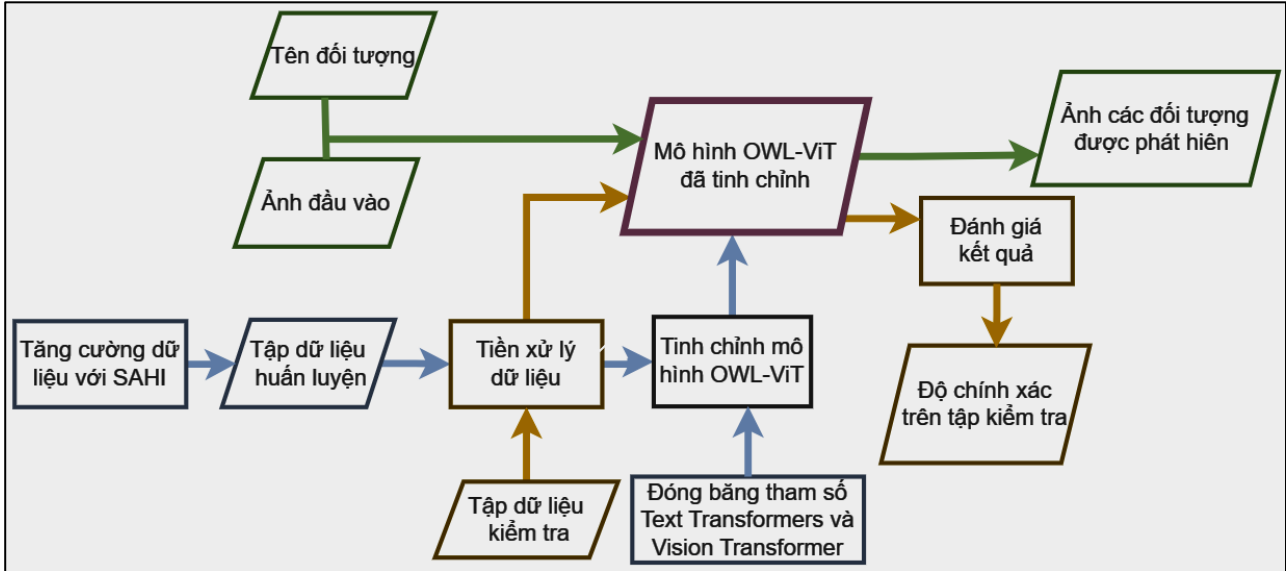 Tên đối tượng
Ảnh đầu vào
Mô hình OWL-ViT
đã tinh chỉnh
Ảnh các đối tượng
được phát hiên
Đánh giá
kết quả
Tăng cường dữ
liệu với SAHI
Tập dữ liệu
huấn luyện
Tiền xử lý
dữ liệu
Tinh chỉnh mô
hình OWL-ViT
Độ chính xác
trên tập kiểm tra
Tập dữ liệu
kiểm tra
Đóng băng tham số
Text Transformers và
Vision Transformer